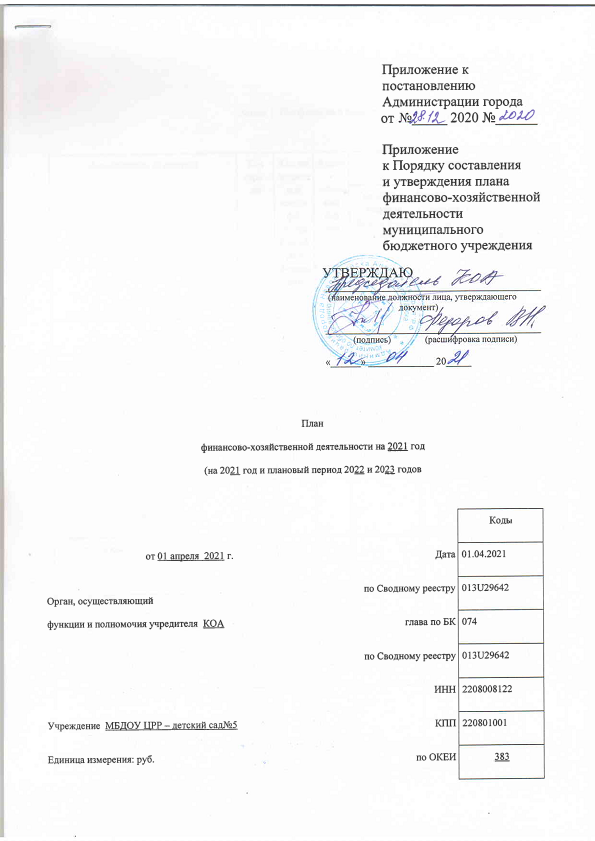 Приложение к
постановлению
Администрации города
от №28.12 2020 № 2020
Приложение
к Порядку составления
и утверждения плана
финансово-хозяйственной
деятельности
муниципального
бюджетного учреждения
УТВЕРЖДАЮ
Председатель КОА
(наименование должности лица, утверждающего
документ)
Федоров В.Н.
(подпись) (расшифровка подписи)
« 12 » 04 20 21
План
финансово-хозяйственной деятельности на 2021 год
(на 2021 год и плановый период 2022 и 2023 годов
Коды
от 01 апреля 2021 г. Дата 01.04.2021
по Сводному реестру 013U29642
Орган, осуществляющий
функции и полномочия учредителя КОА глава по БК 074
по Сводному реестру 013U29642
ИНН 2208008122
Учреждение МБДОУ ЦРР – детский сад№5 КПП 220801001
Единица измерения: руб. по ОКЕИ 383